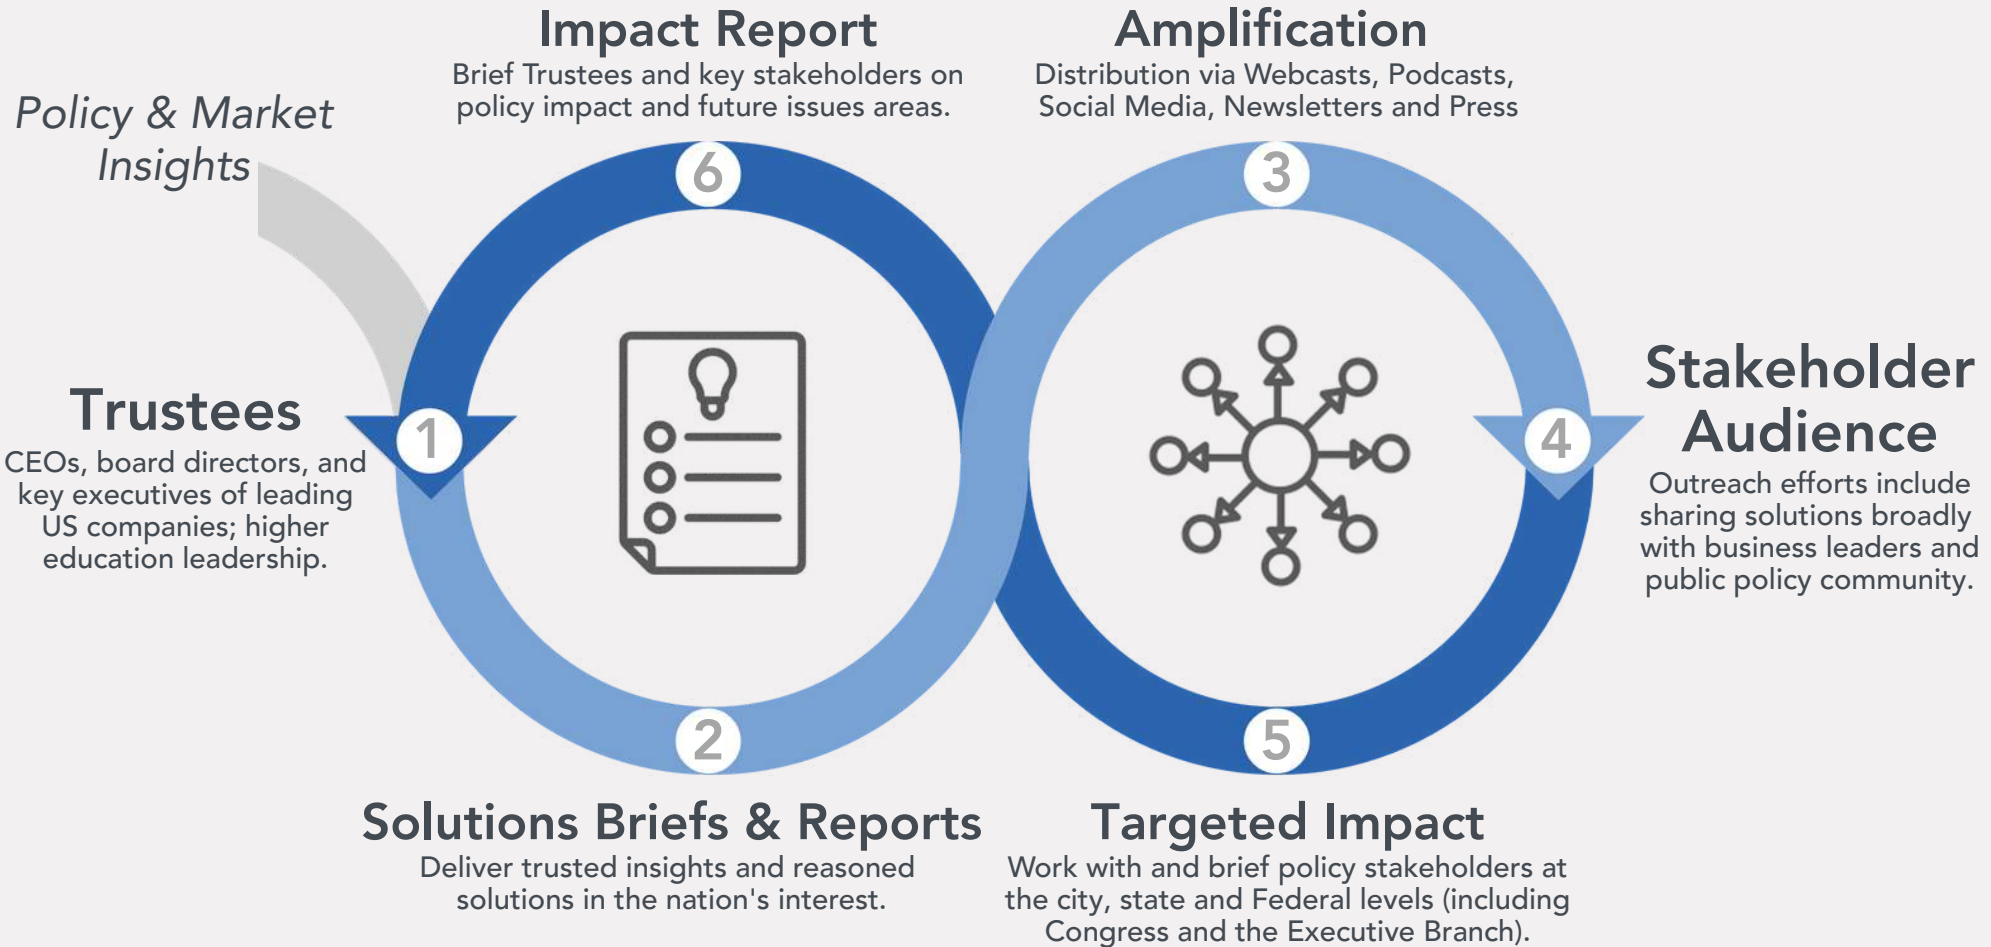 Policy & Market
Insights
Impact Report
Brief Trustees and key stakeholders on
policy impact and future issues areas.
6
Amplification
Distribution via Webcasts, Podcasts,
Social Media, Newsletters and Press
3
Trustees
CEOs, board directors, and
key executives of leading
US companies; higher
education leadership.
1
Stakeholder
Audience
Outreach efforts include
sharing solutions broadly
with business leaders and
public policy community.
4
2
Solutions Briefs & Reports
Deliver trusted insights and reasoned
solutions in the nation's interest.
5
Targeted Impact
Work with and brief policy stakeholders at
the city, state and Federal levels (including
Congress and the Executive Branch).